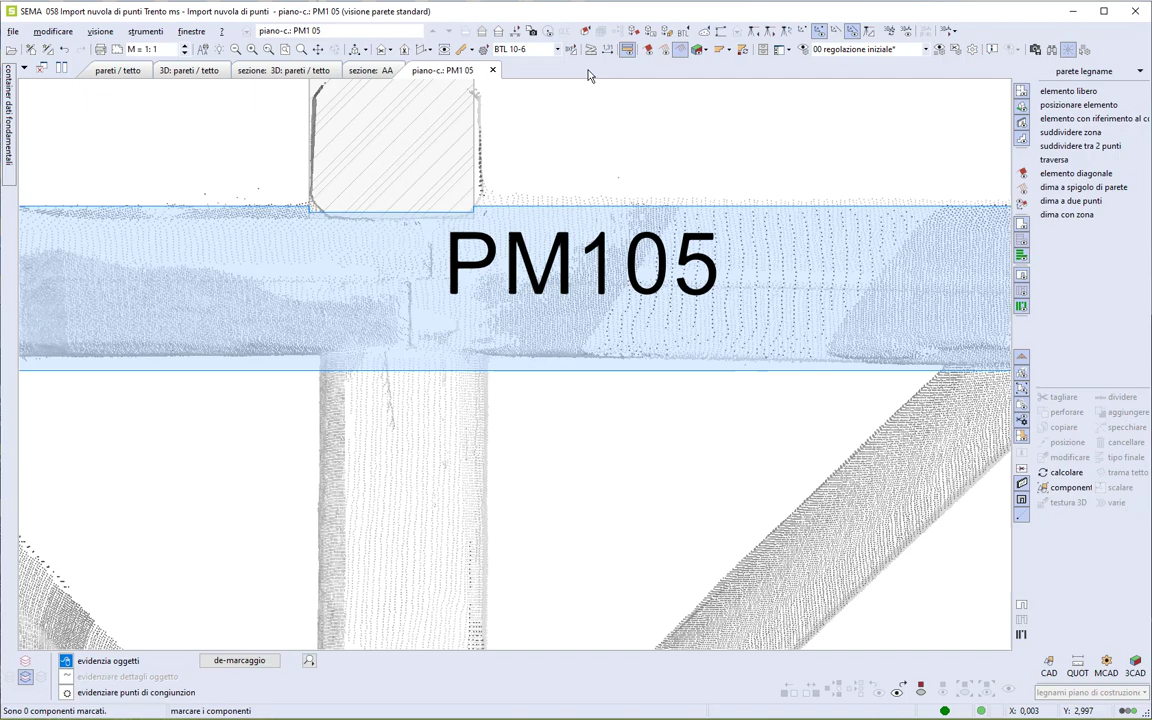 SEMA 058 Import nuvola di punti Trento ms - Import nuvola di punti - piano-c.: PM1 05 (visione parete standard)
file modificare visione strumenti finestre ? piano-c.: PM1 05
M = 1: 1 BTL 10-6 00 regolazione iniziale*
pareti / tetto 3D: pareti / tetto sezione: 3D: pareti / tetto sezione: AA piano-c.: PM1 05
container dati fondamentali
parete legname
elemento libero
posizionare elemento
elemento con riferimento al co
suddividere zona
suddividere tra 2 punti
traversa
elemento diagonale
dima a spigolo di parete
dima a due punti
dima con zona
PM105
tagliare dividere
perforare aggiungere
copiare specchiare
posizione cancellare
modificare tipo finale
calcolare trama tetto
component scalare
testura 3D varie
evidenzia oggetti de-marcaggio
evidenziare dettagli oggetto
evidenziare punti di congiunzion
CAD QUOT MCAD 3CAD
legnami piano di costruzione
Sono 0 componenti marcati. marcare i componenti X: 0,003 Y: 2,997